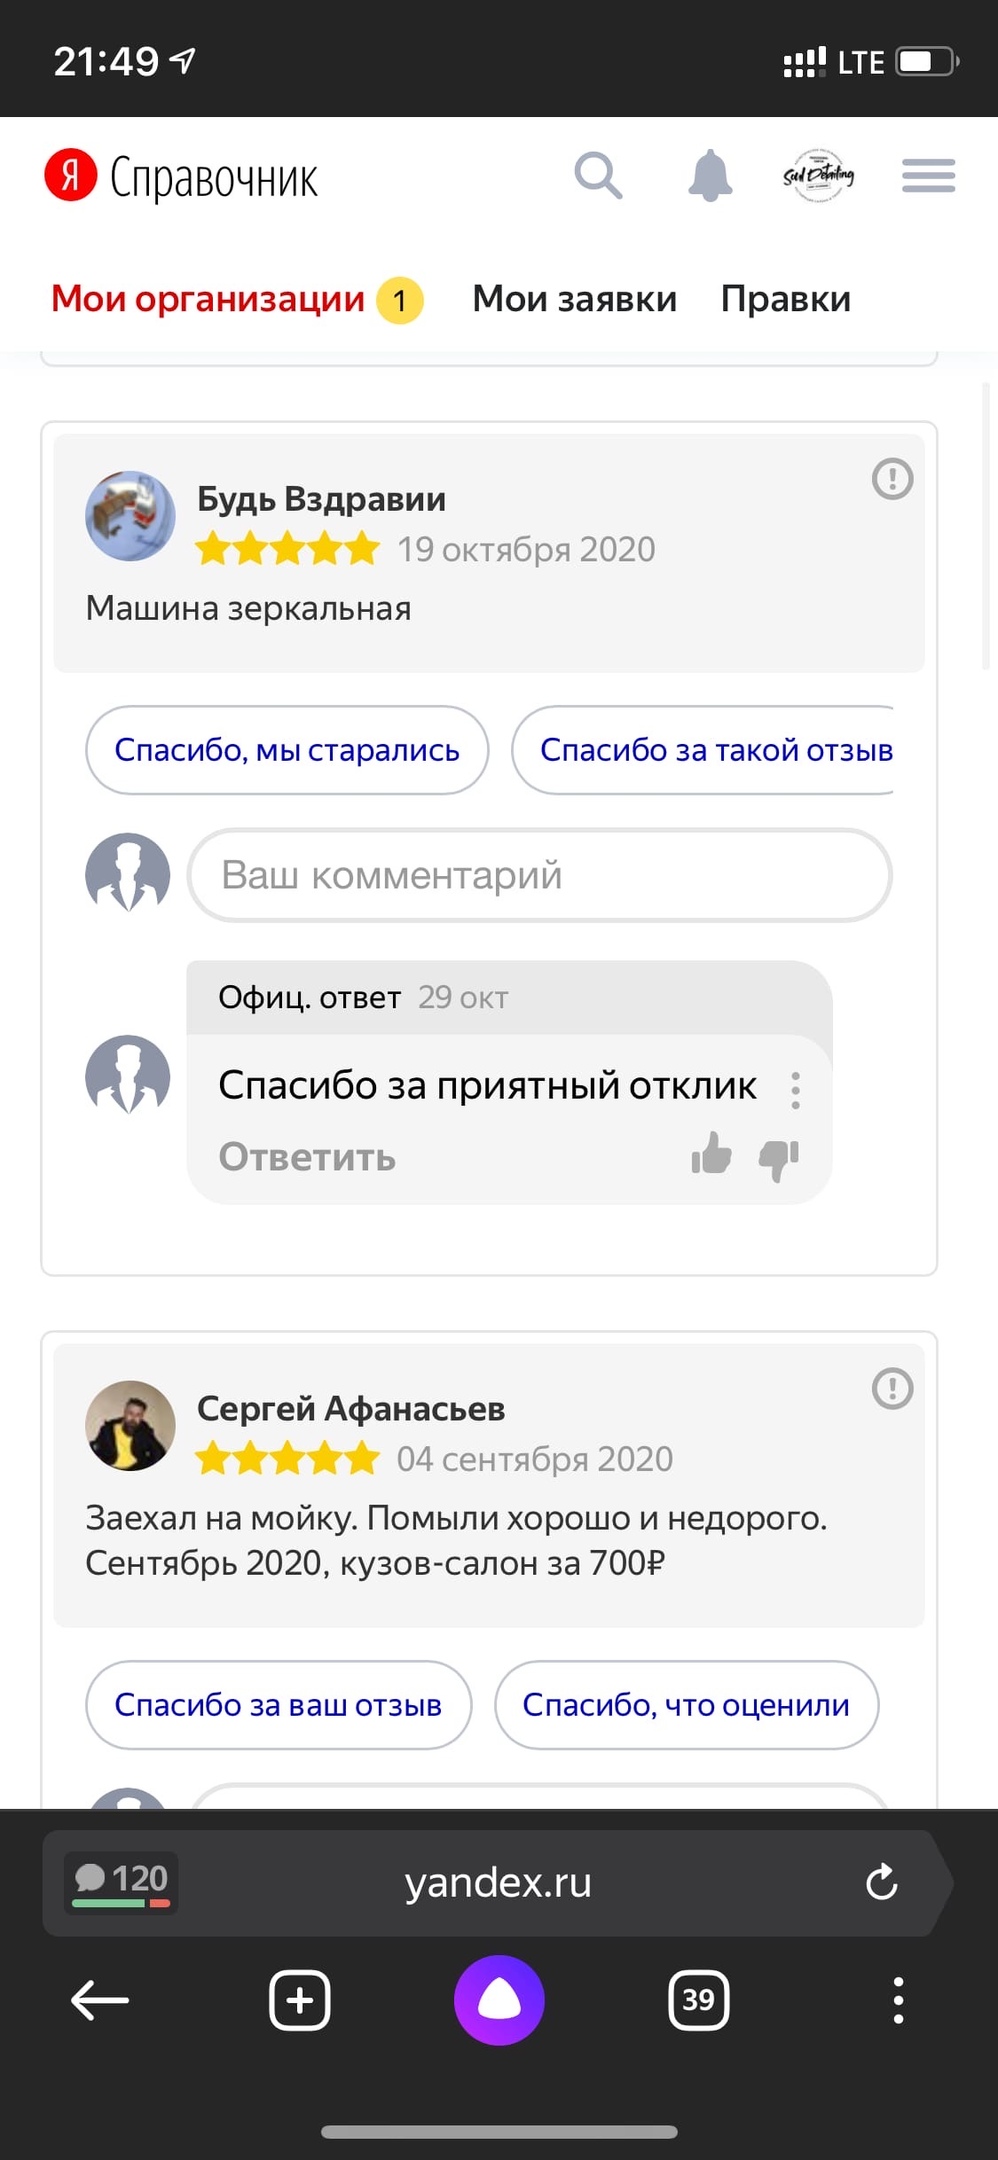 21:49
LTE
Я Справочник
Мои организации 1 Мои заявки Правки
Будь Вздравии
19 октября 2020
Машина зеркальная
Спасибо, мы старались Спасибо за такой отзыв
Ваш комментарий
Офиц. ответ 29 окт
Спасибо за приятный отклик
Ответить
Сергей Афанасьев
04 сентября 2020
Заехал на мойку. Помыли хорошо и недорого.
Сентябрь 2020, кузов-салон за 700₽
Спасибо за ваш отзыв Спасибо, что оценили
120 yandex.ru
39